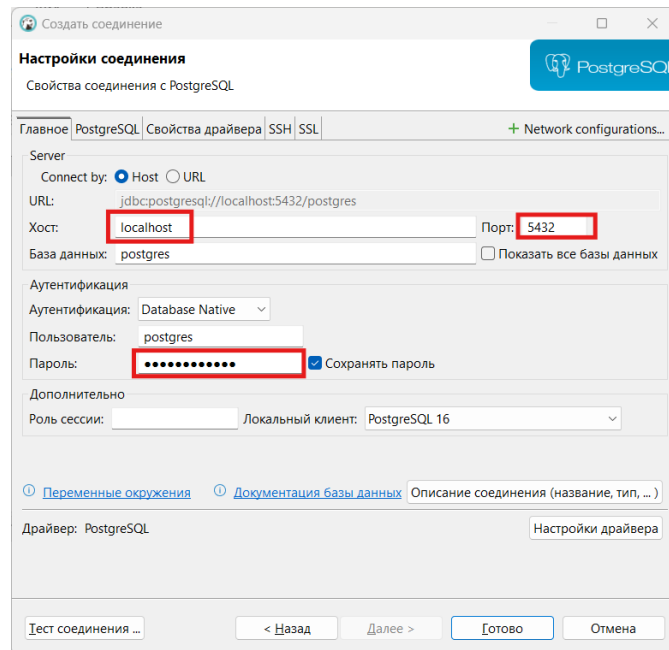 Создать соединение
Настройки соединения
Свойства соединения с PostgreSQL
PostgreSQL
Главное PostgreSQL Свойства драйвера SSH SSL + Network configurations...
Server
Connect by: Host URL
URL: jdbc:postgresql://localhost:5432/postgres
Хост: localhost Порт: 5432
База данных: postgres Показать все базы данных
Аутентификация
Аутентификация: Database Native
Пользователь: postgres
Пароль: •••••••••••• Сохранять пароль
Дополнительно
Роль сессии: Локальный клиент: PostgreSQL 16
Переменные окружения Документация базы данных Описание соединения (название, тип, ... )
Драйвер: PostgreSQL Настройки драйвера
Тест соединения ... < Назад Далее > Готово Отмена